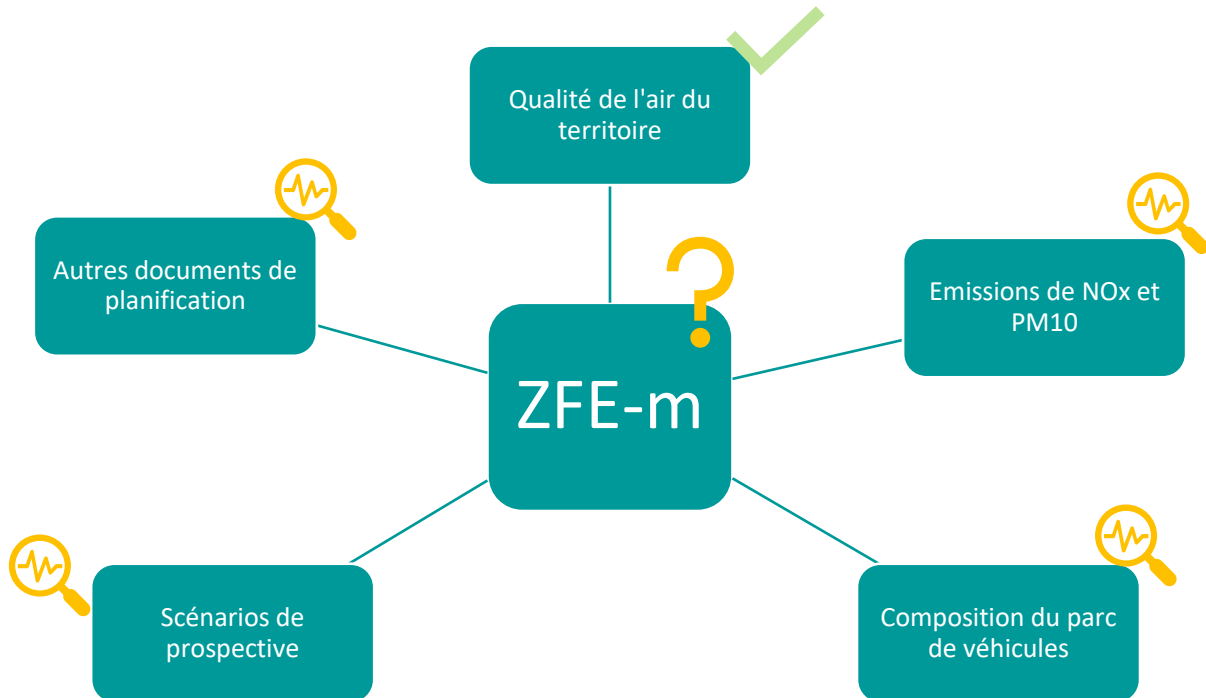 Qualité de l'air du
territoire
Autres documents de
planification
Emissions de NOx et
PM10
ZFE-m
?
Scénarios de
prospective
Composition du parc
de véhicules